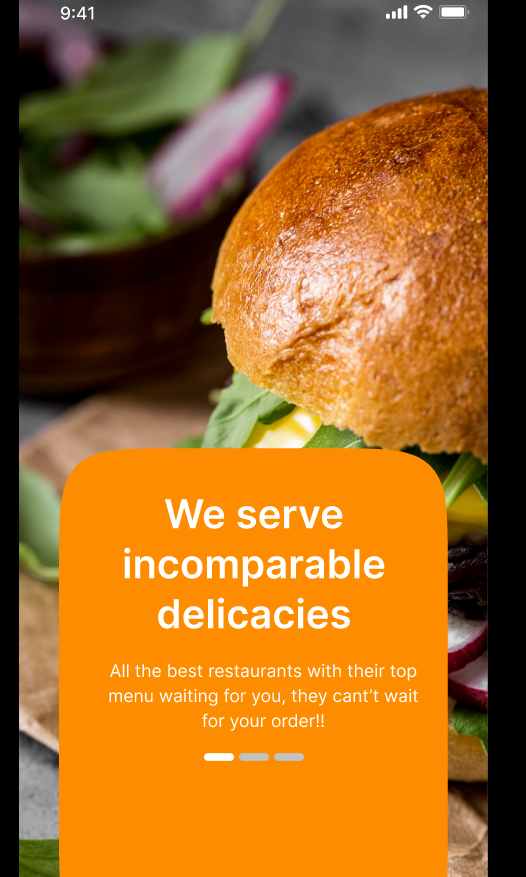 9:41
We serve
incomparable
delicacies
All the best restaurants with their top
menu waiting for you, they cant’t wait
for your order!!